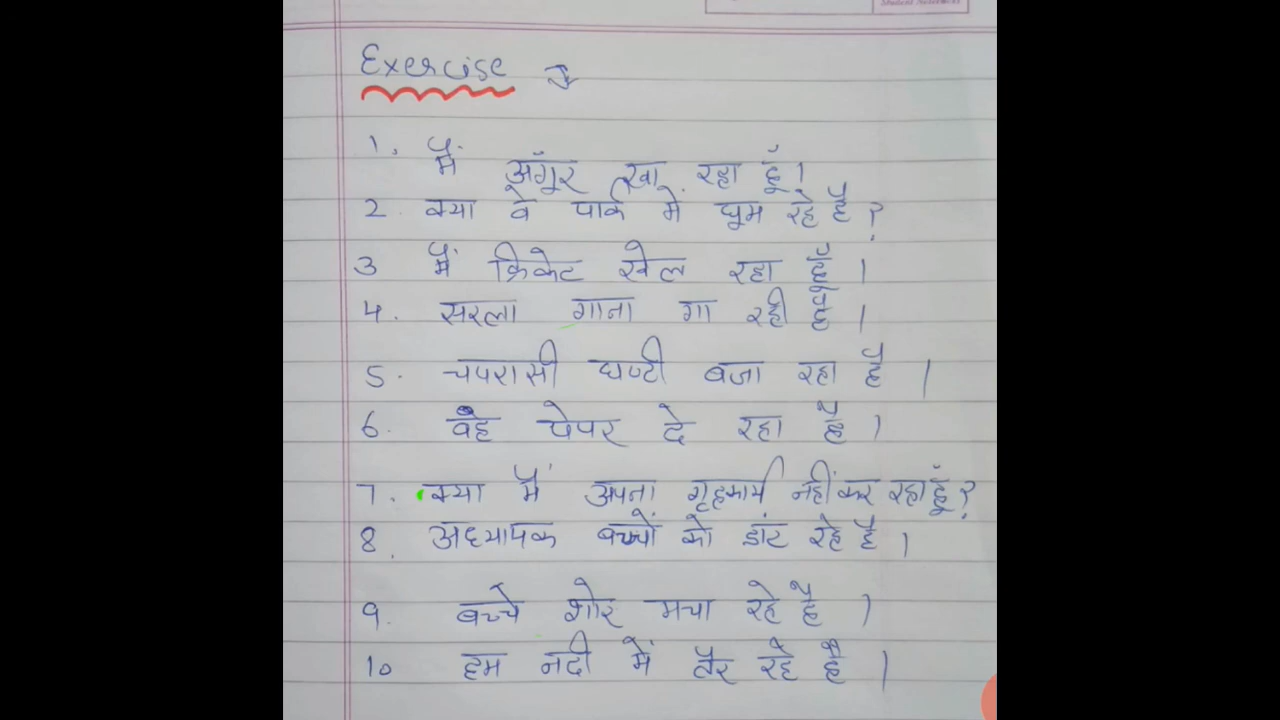 Exercise
1. मैं अँगूर खा रहा हूँ।
2. क्या वे पार्क में घूम रहे है?
3 मैं क्रिकेट खेल रहा हूँ।
4. सरला गाना गा रही है।
5. चपरासी घण्टी बजा रहा है।
6. वह पेपर दे रहा है।
7. क्या मैं अपना गृहकार्य नहीं कर रहा हूँ?
8. अध्यापक बच्चों को डांट रहे है।
9. बच्चे शोर मचा रहे है।
10 हम नदी में तैर रहे है।